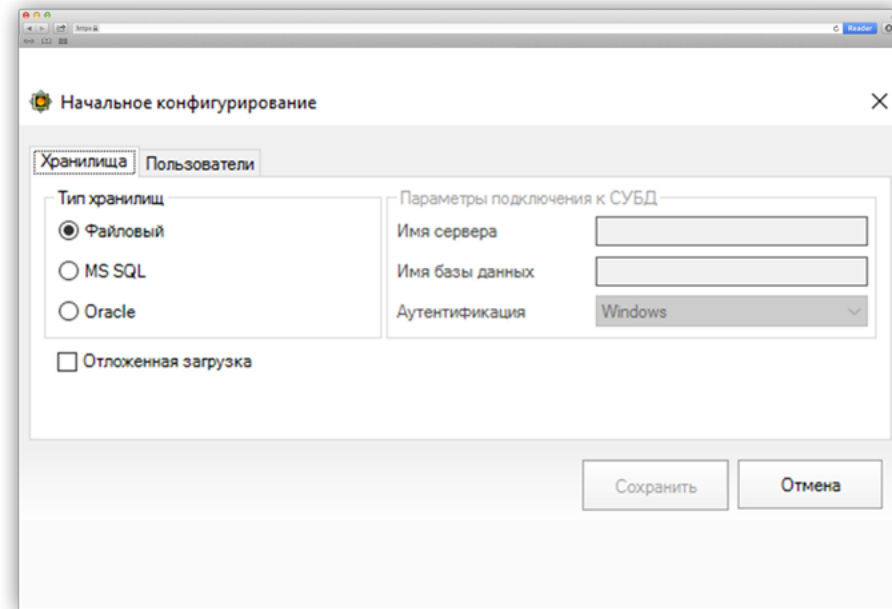 https
Reader
Начальное конфигурирование
Хранилища
Пользователи
Тип хранилищ
Файловый
MS SQL
Oracle
Отложенная загрузка
Параметры подключения к СУБД
Имя сервера
Имя базы данных
Аутентификация
Windows
Сохранить
Отмена